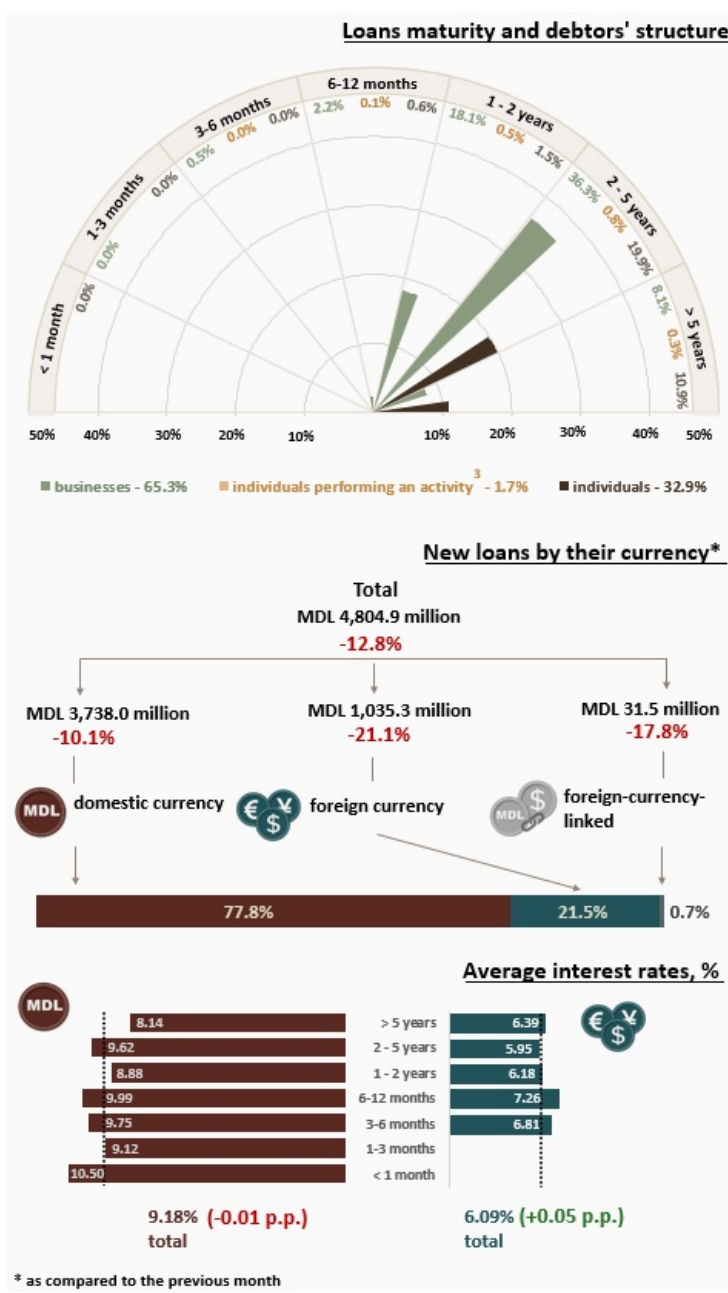 Loans maturity and debtors' structure
< 1 month
0.0%
1-3 months
0.0%
0.0%
3-6 months
0.5%
0.0%
0.0%
6-12 months
2.2%
0.1%
0.6%
1 - 2 years
18.1%
0.5%
1.5%
2 - 5 years
36.3%
0.8%
19.9%
> 5 years
8.1%
0.3%
10.9%
50% 40% 30% 20% 10% 10% 20% 30% 40% 50%
businesses - 65.3% individuals performing an activity³ - 1.7% individuals - 32.9%
New loans by their currency*
Total
MDL 4,804.9 million
-12.8%
MDL 3,738.0 million
-10.1%
MDL 1,035.3 million
-21.1%
MDL 31.5 million
-17.8%
MDL
domestic currency
€ ¥ $
foreign currency
MDL $
foreign-currency-
linked
77.8% 21.5% 0.7%
Average interest rates, %
MDL
€ ¥ $
8.14 > 5 years 6.39
9.62 2 - 5 years 5.95
8.88 1 - 2 years 6.18
9.99 6-12 months 7.26
9.75 3-6 months 6.81
9.12 1-3 months
10.50 < 1 month
9.18% (-0.01 p.p.)
total
6.09% (+0.05 p.p.)
total
* as compared to the previous month